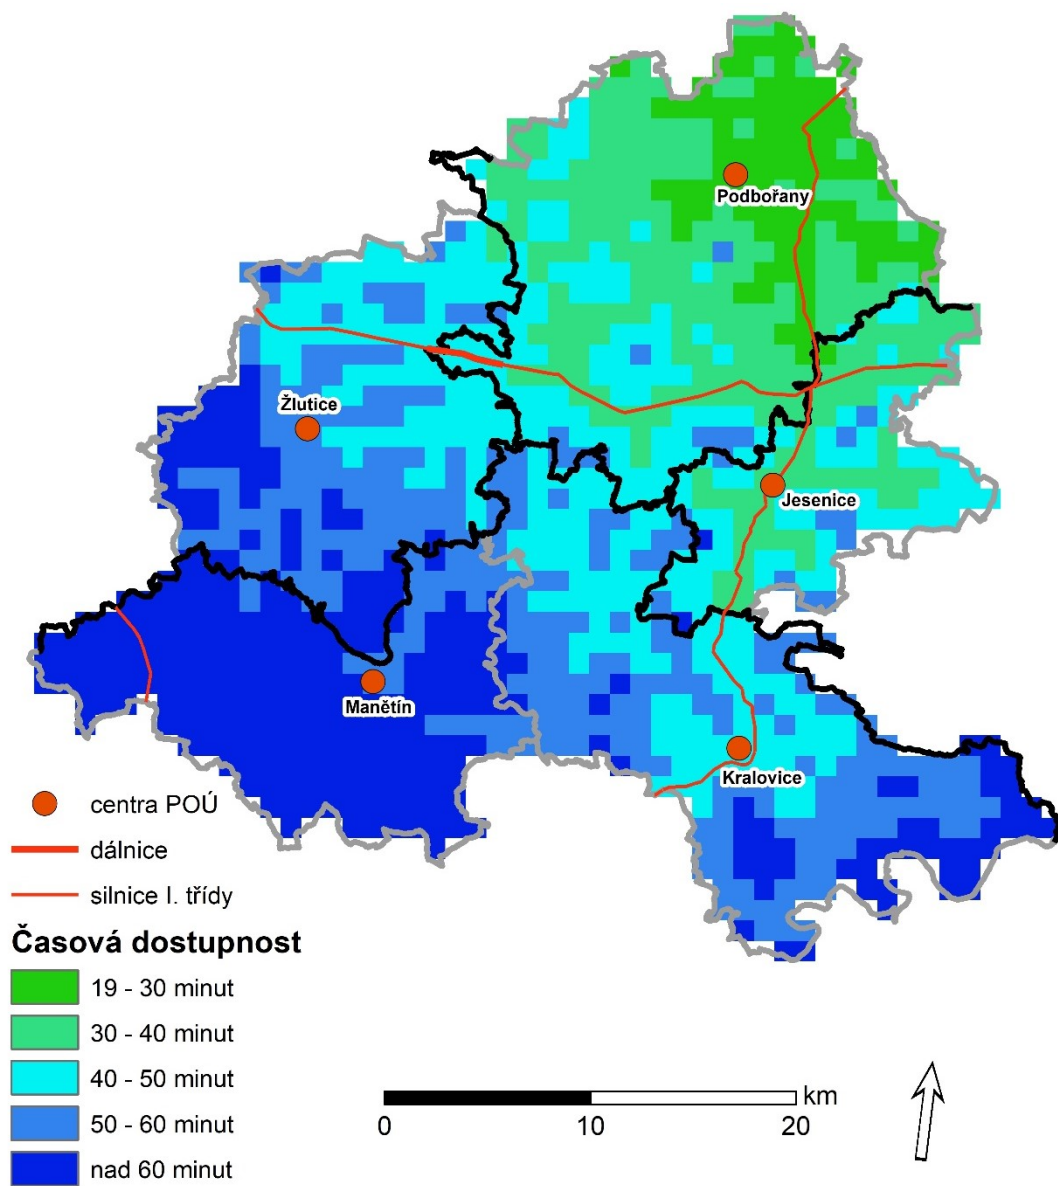 Podbořany
Žlutice
Jesenice
Manětín
Kralovice
centra POÚ
dálnice
silnice I. třídy
Časová dostupnost
19 - 30 minut
30 - 40 minut
40 - 50 minut
50 - 60 minut
nad 60 minut
km
0 10 20